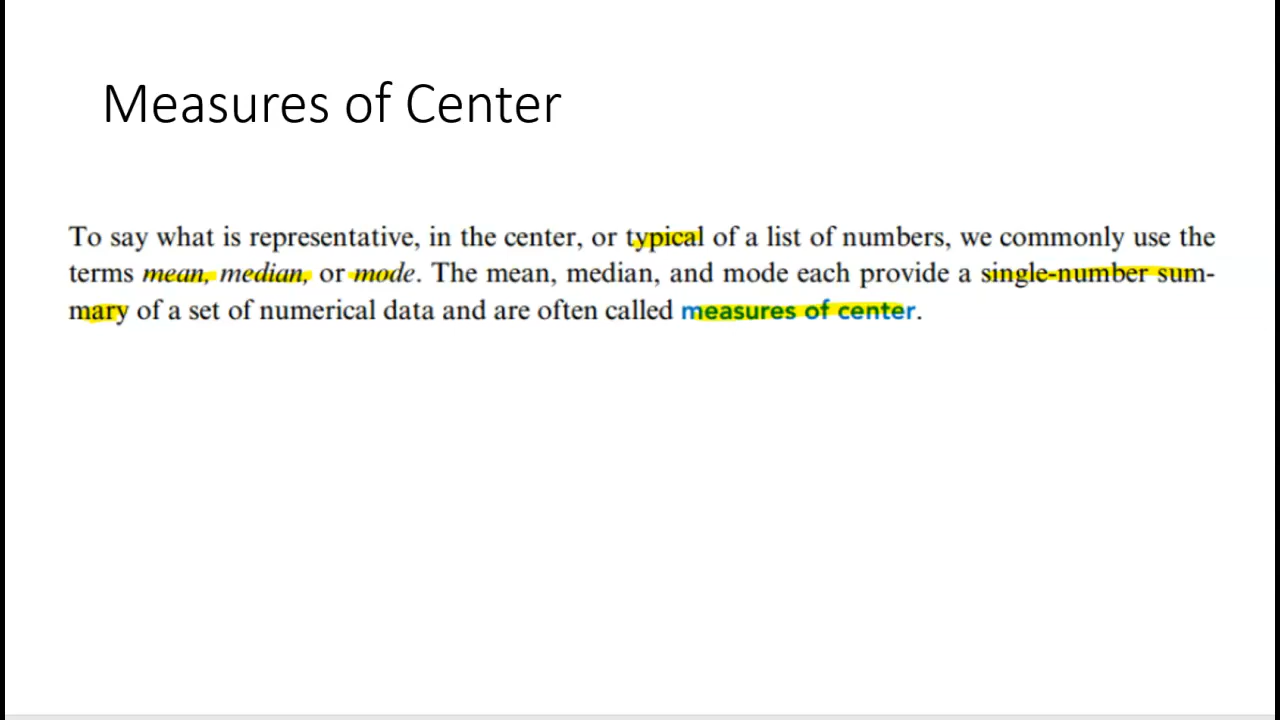 Measures of Center
To say what is representative, in the center, or typical of a list of numbers, we commonly use the
terms mean, median, or mode. The mean, median, and mode each provide a single-number sum-
mary of a set of numerical data and are often called measures of center.